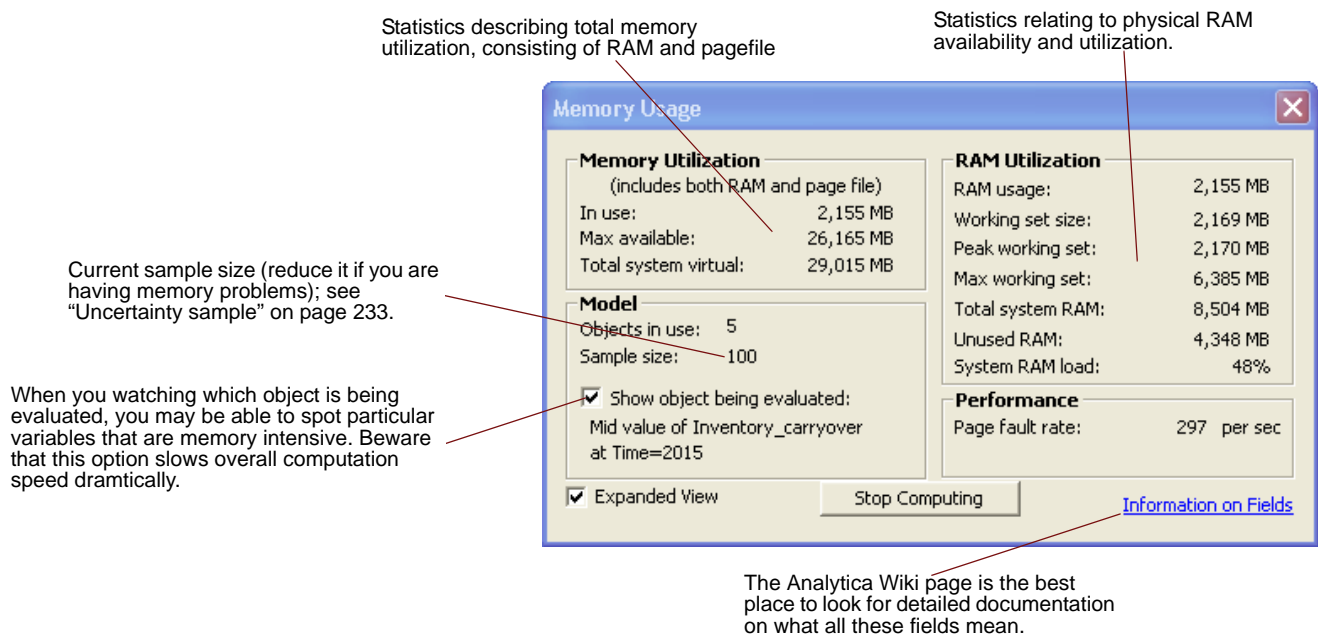 Statistics describing total memory
utilization, consisting of RAM and pagefile
Statistics relating to physical RAM
availability and utilization.
Memory Usage
Memory Utilization
(includes both RAM and page file)
In use: 2,155 MB
Max available: 26,165 MB
Total system virtual: 29,015 MB
RAM Utilization
RAM usage: 2,155 MB
Working set size: 2,169 MB
Peak working set: 2,170 MB
Max working set: 6,385 MB
Total system RAM: 8,504 MB
Unused RAM: 4,348 MB
System RAM load: 48%
Current sample size (reduce it if you are
having memory problems); see
“Uncertainty sample” on page 233.
Model
Objects in use: 5
Sample size: 100
Show object being evaluated:
Mid value of Inventory_carryover
at Time=2015
Performance
Page fault rate: 297 per sec
When you watching which object is being
evaluated, you may be able to spot particular
variables that are memory intensive. Beware
that this option slows overall computation
speed dramtically.
Expanded View
Stop Computing
Information on Fields
The Analytica Wiki page is the best
place to look for detailed documentation
on what all these fields mean.